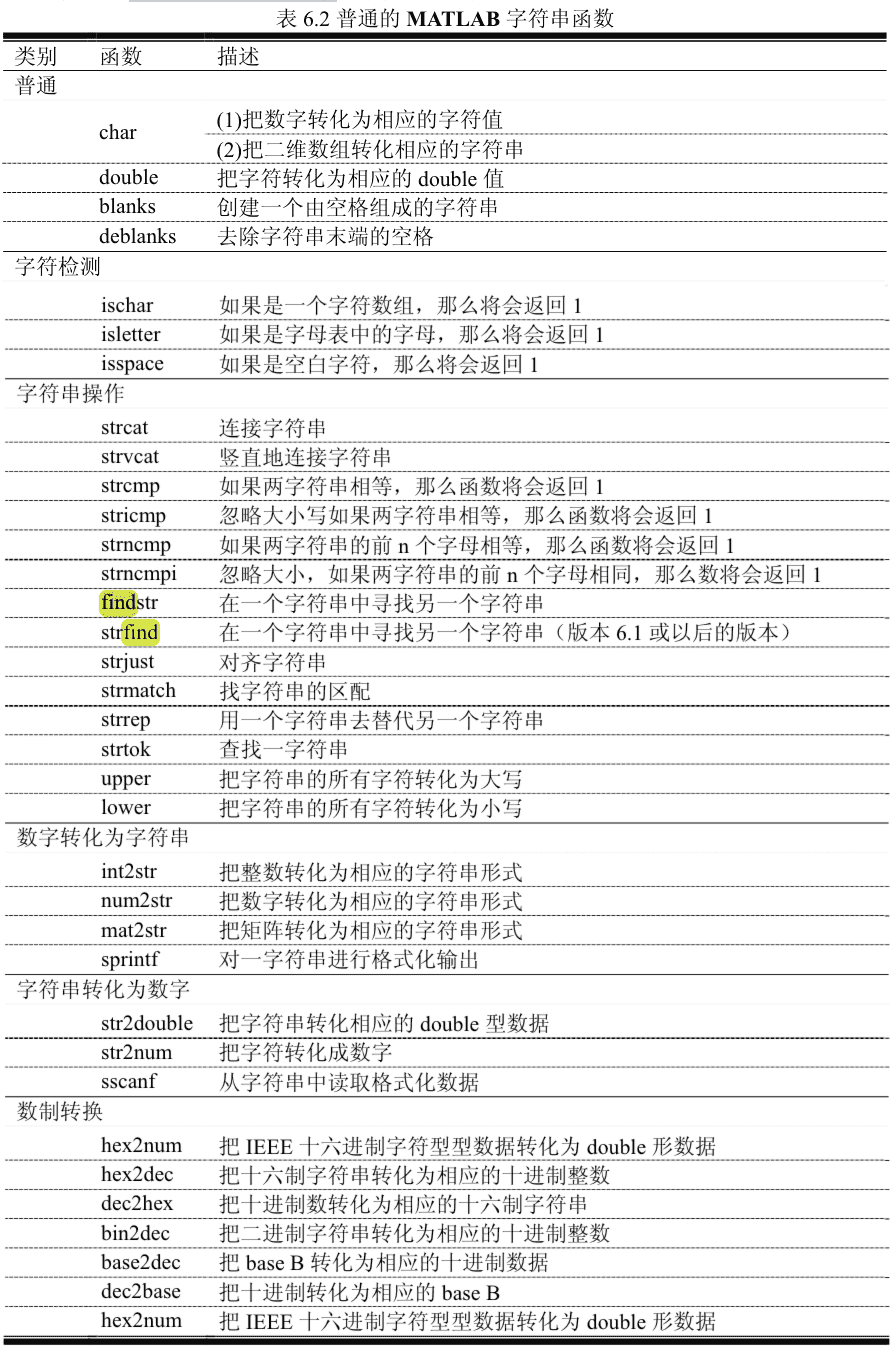 表 6.2 普通的 MATLAB 字符串函数
类别 函数 描述
普通
char (1)把数字转化为相应的字符值
(2)把二维数组转化相应的字符串
double 把字符转化为相应的 double 值
blanks 创建一个由空格组成的字符串
deblanks 去除字符串末端的空格
字符检测
ischar 如果是一个字符数组，那么将会返回 1
isletter 如果是字母表中的字母，那么将会返回 1
isspace 如果是空白字符，那么将会返回 1
字符串操作
strcat 连接字符串
strvcat 竖直地连接字符串
strcmp 如果两字符串相等，那么函数将会返回 1
stricmp 忽略大小写如果两字符串相等，那么函数将会返回 1
strncmp 如果两字符串的前 n 个字母相等，那么函数将会返回 1
strncmpi 忽略大小，如果两字符串的前 n 个字母相同，那么数将会返回 1
findstr 在一个字符串中寻找另一个字符串
strfind 在一个字符串中寻找另一个字符串（版本 6.1 或以后的版本）
strjust 对齐字符串
strmatch 找字符串的区配
strrep 用一个字符串去替代另一个字符串
strtok 查找一字符串
upper 把字符串的所有字符转化为大写
lower 把字符串的所有字符转化为小写
数字转化为字符串
int2str 把整数转化为相应的字符串形式
num2str 把数字转化为相应的字符串形式
mat2str 把矩阵转化为相应的字符串形式
sprintf 对一字符串进行格式化输出
字符串转化为数字
str2double 把字符串转化相应的 double 型数据
str2num 把字符转化成数字
sscanf 从字符串中读取格式化数据
数制转换
hex2num 把 IEEE 十六进制字符型型数据转化为 double 形数据
hex2dec 把十六制字符串转化为相应的十进制整数
dec2hex 把十进制数转化为相应的十六制字符串
bin2dec 把二进制字符串转化为相应的十进制整数
base2dec 把 base B 转化为相应的十进制数据
dec2base 把十进制转化为相应的 base B
hex2num 把 IEEE 十六进制字符型型数据转化为 double 形数据